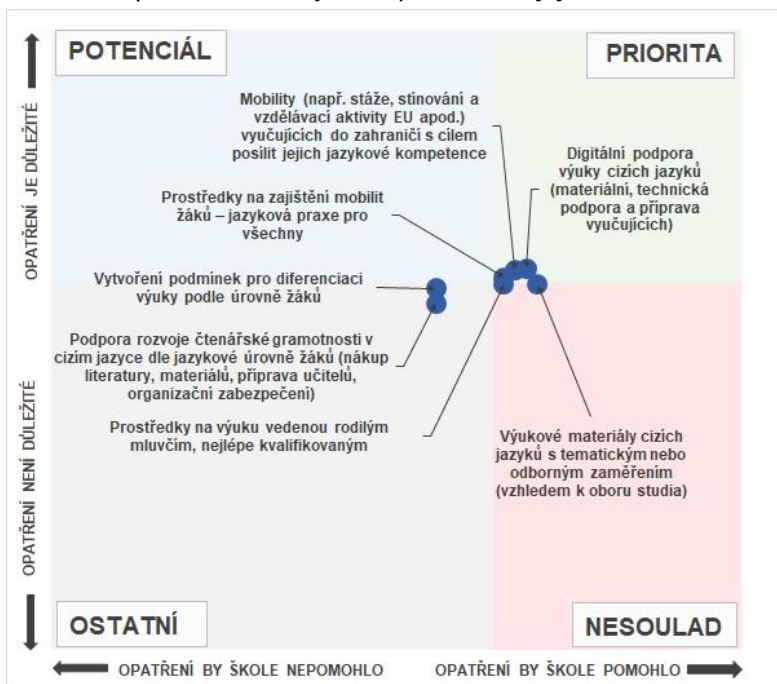 POTENCIÁL
PRIORITA
Mobility (např. stáže, stínování a
vzdělávací aktivity EU apod.)
vyučujících do zahraničí s cílem
posílit jejich jazykové kompetence
Digitální podpora
výuky cizích jazyků
(materiální, technická
podpora a příprava
vyučujících)
Prostředky na zajištění mobilit
žáků – jazyková praxe pro
všechny
Vytvoření podmínek pro diferenciaci
výuky podle úrovně žáků
Podpora rozvoje čtenářské gramotnosti v
cizím jazyce dle jazykové úrovně žáků (nákup
literatury, materiálů, příprava učitelů,
organizační zabezpečení)
Prostředky na výuku vedenou rodilým
mluvčím, nejlépe kvalifikovaným
Výukové materiály cizích
jazyků s tematickým nebo
odborným zaměřením
(vzhledem k oboru studia)
OPATŘENÍ JE DŮLEŽITÉ
OPATŘENÍ NENÍ DŮLEŽITÉ
OSTATNÍ
NESOULAD
OPATŘENÍ BY ŠKOLE NEPOMOHLO
OPATŘENÍ BY ŠKOLE POMOHLO